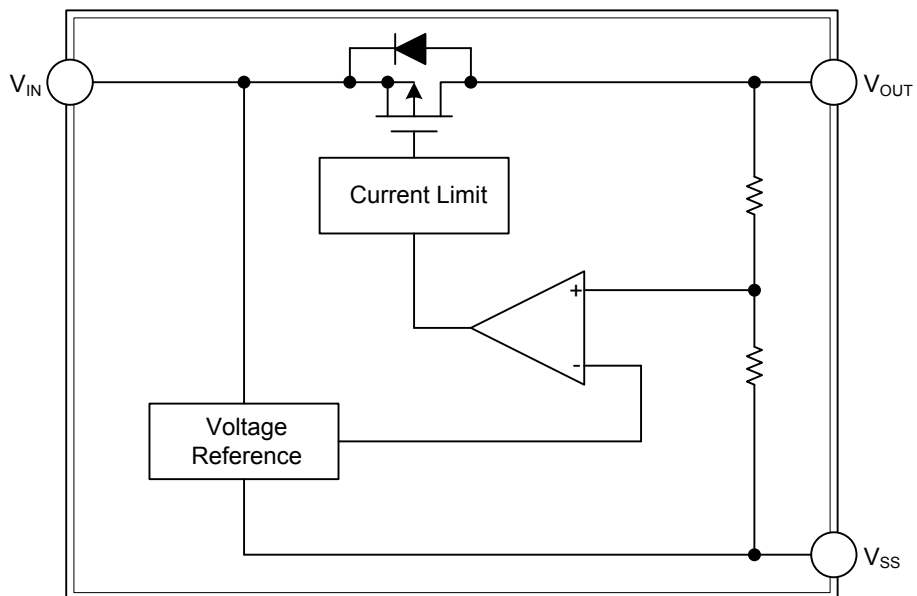 V_IN
V_OUT
Current Limit
+
-
Voltage
Reference
V_SS